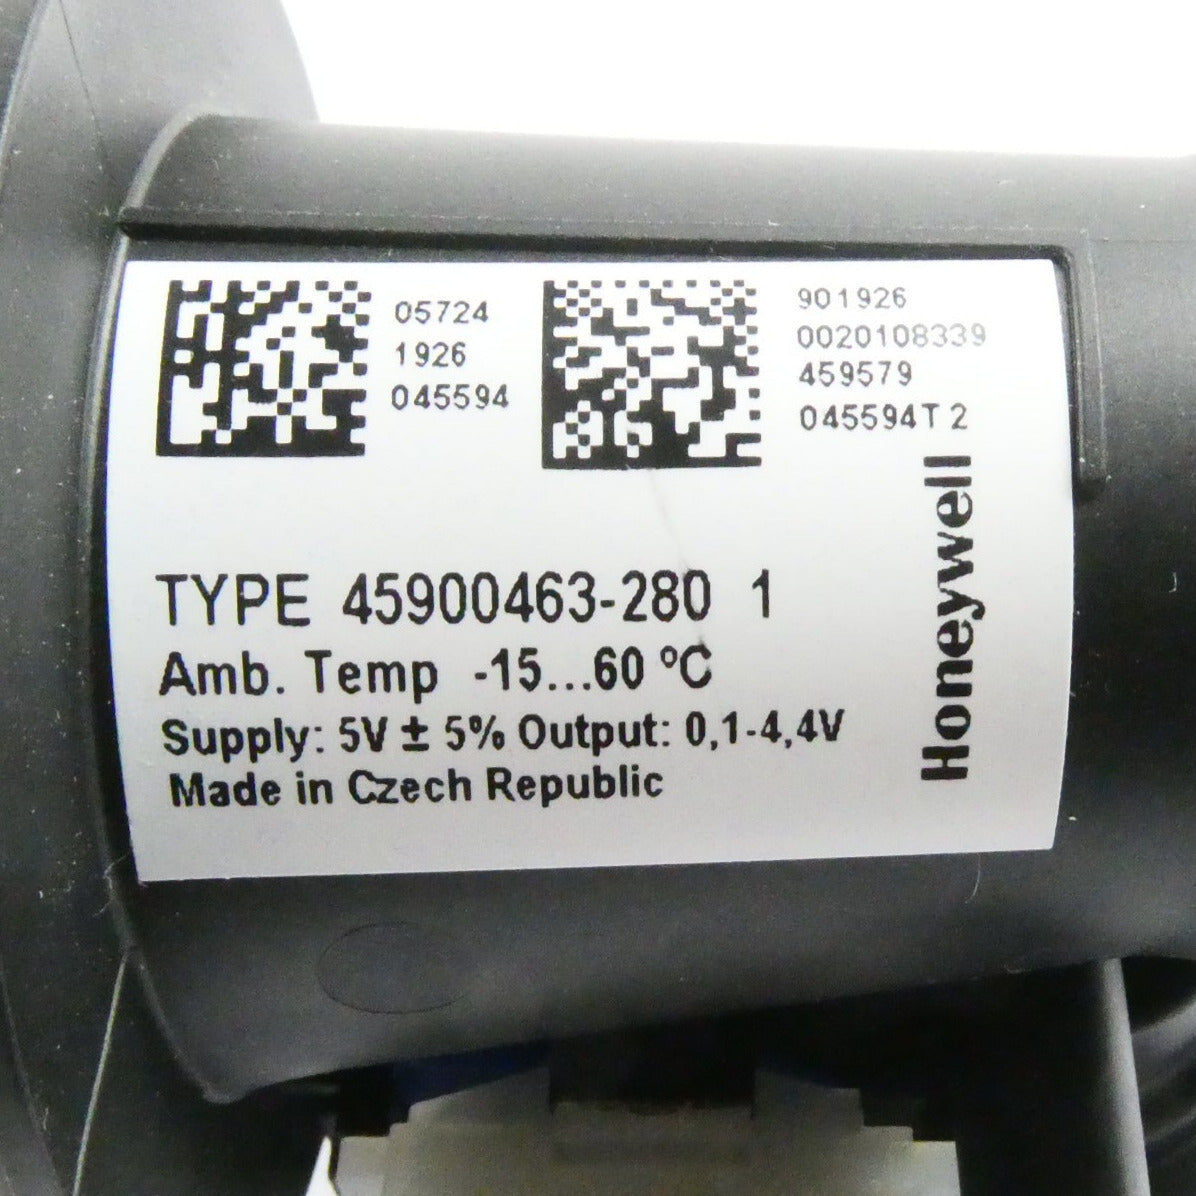 05724
1926
045594
901926
0020108339
459579
045594T 2
Honeywell
TYPE 45900463-280 1
Amb. Temp -15...60 ºC
Supply: 5V ± 5% Output: 0,1-4,4V
Made in Czech Republic